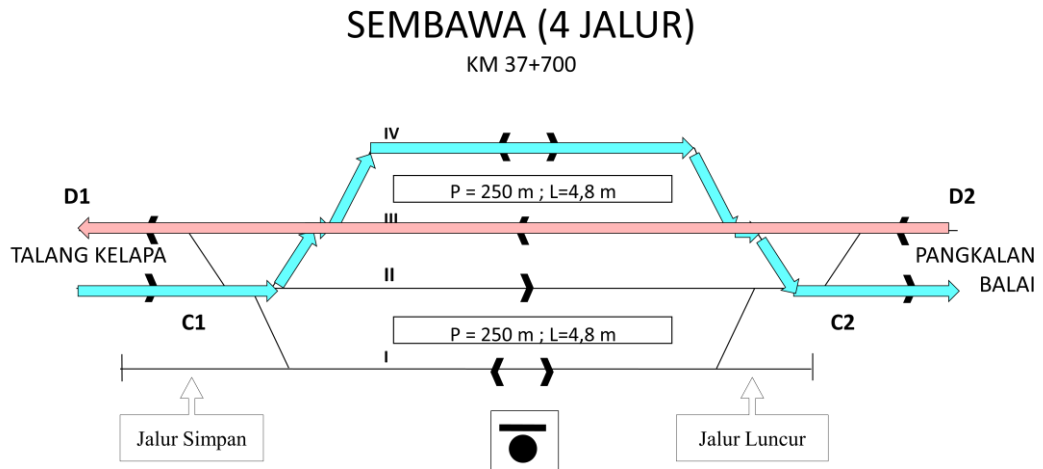 SEMBAWA (4 JALUR)
KM 37+700
IV
P = 250 m ; L=4,8 m
D1
D2
III
TALANG KELAPA
PANGKALAN
BALAI
II
C1
C2
P = 250 m ; L=4,8 m
I
Jalur Simpan
Jalur Luncur